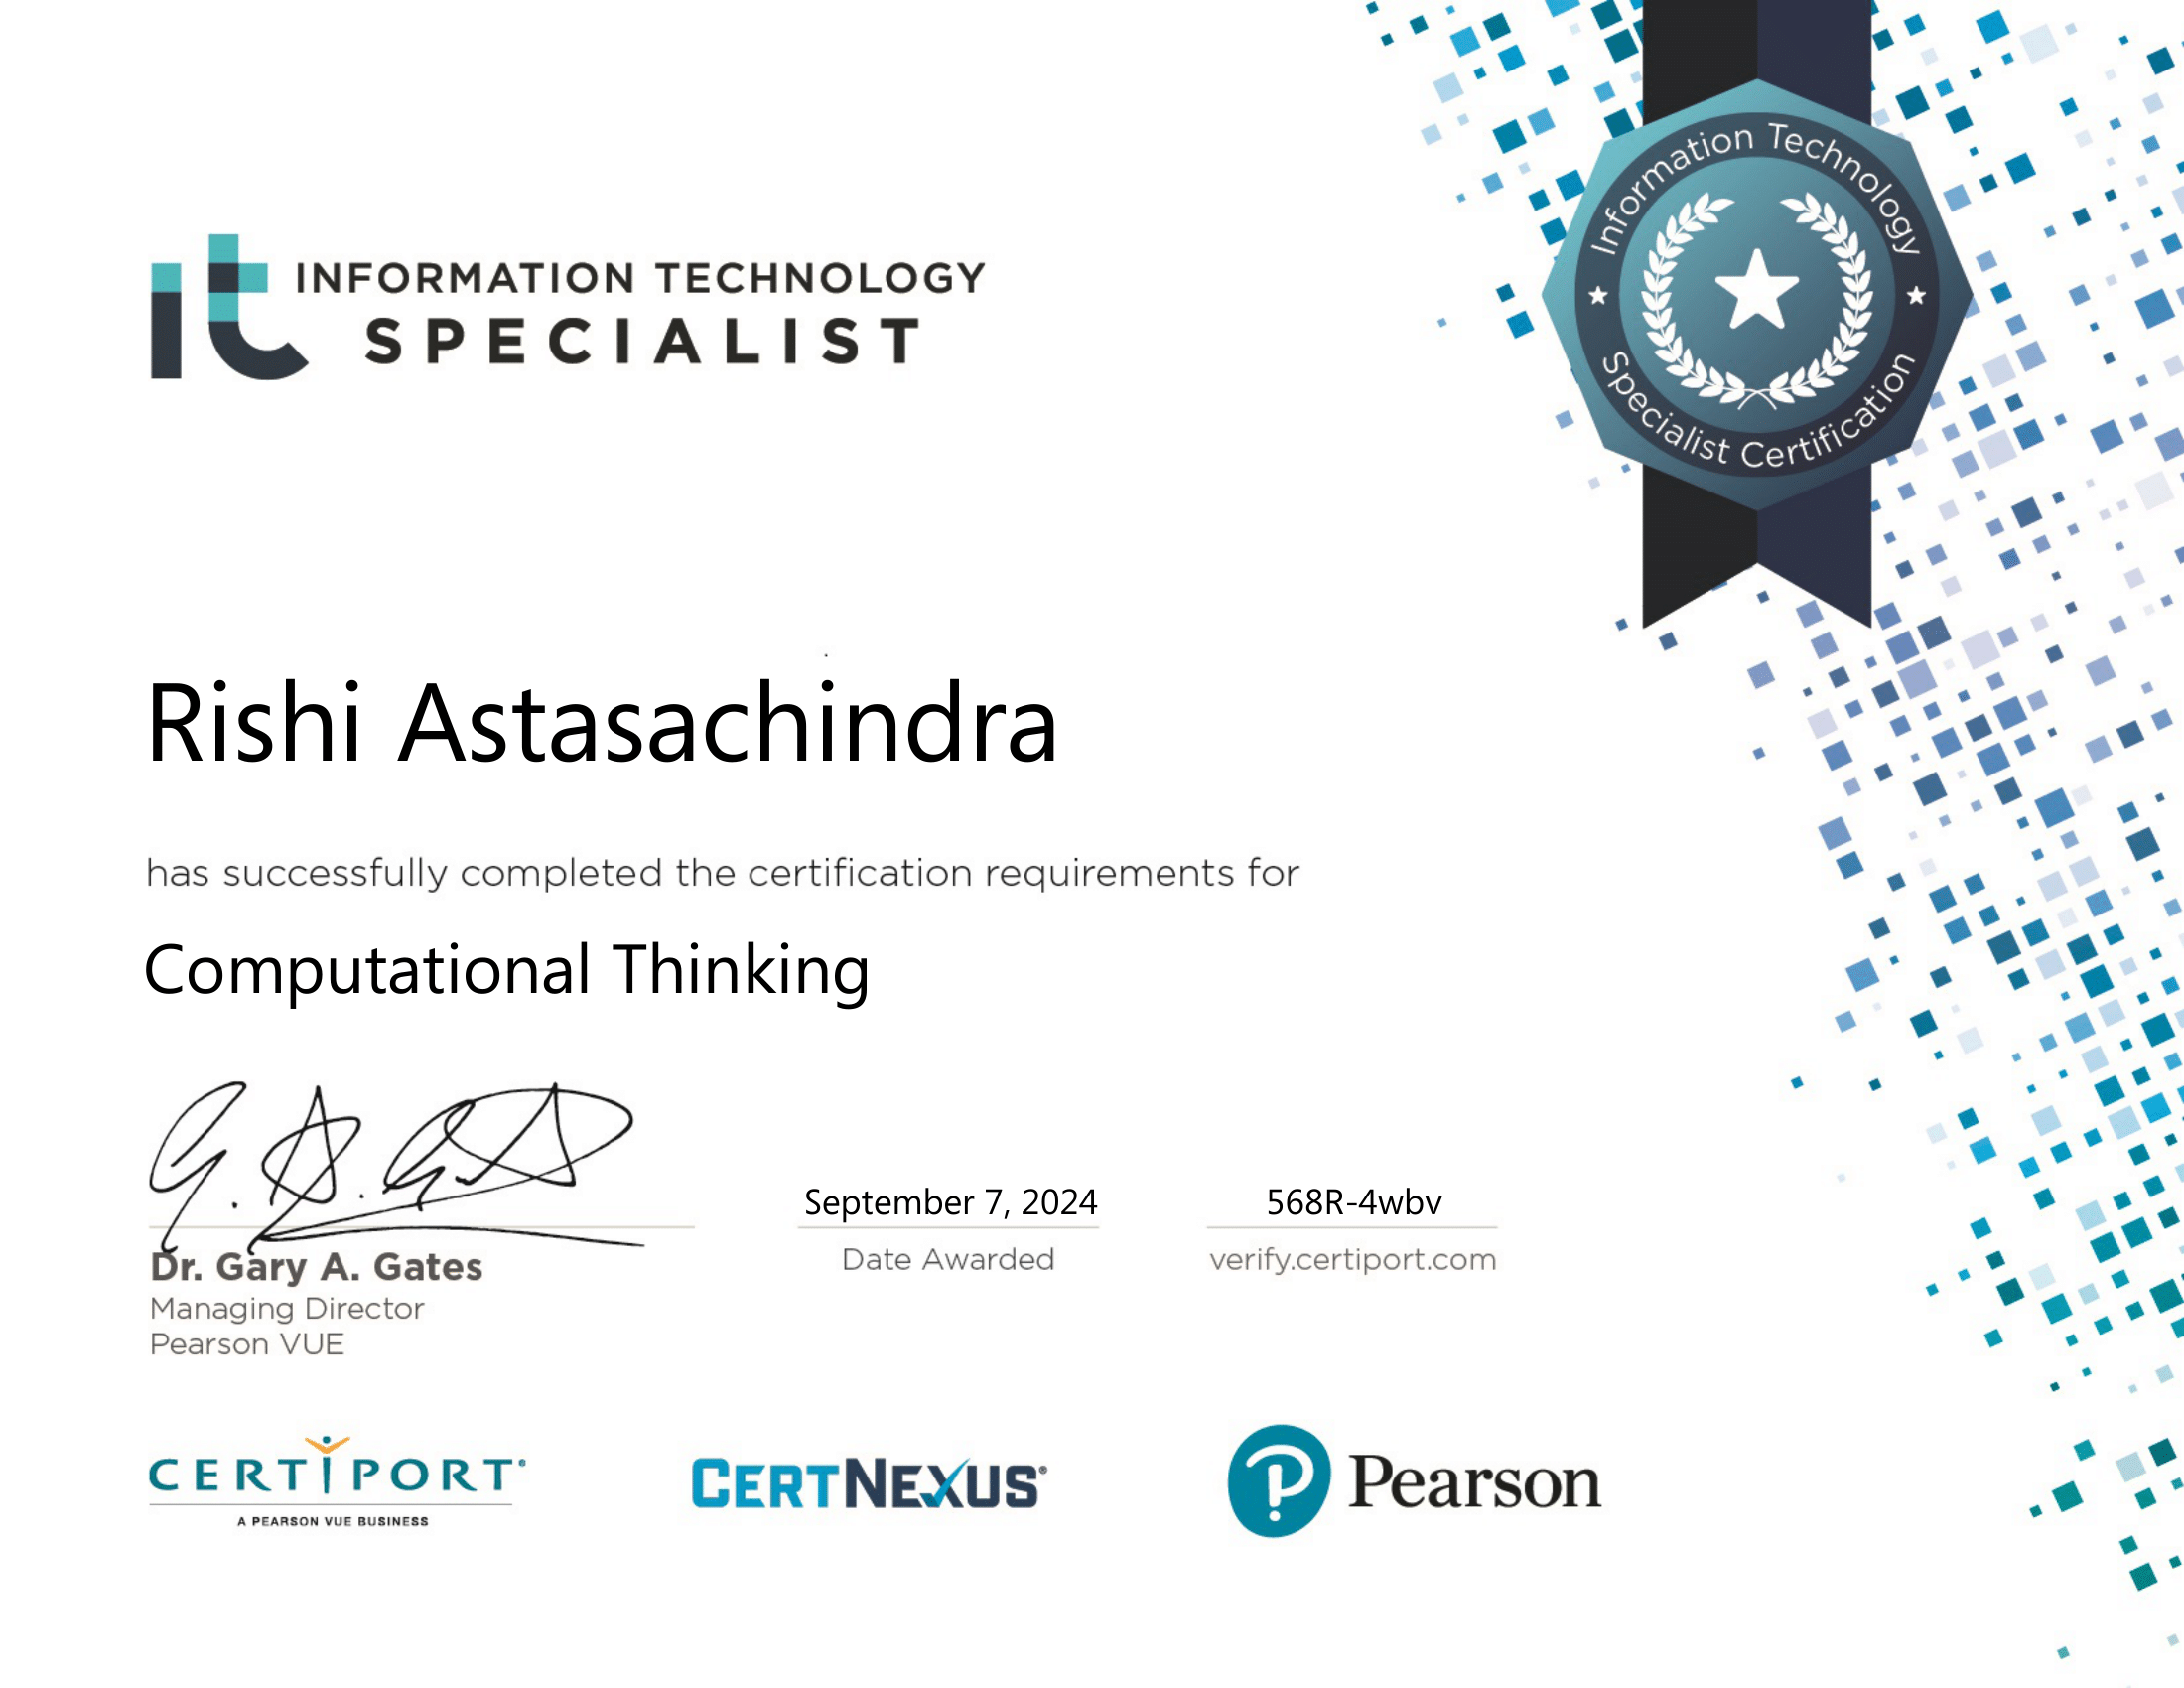 it INFORMATION TECHNOLOGY
SPECIALIST
Information Technology
Specialist Certification
Rishi Astasachindra
has successfully completed the certification requirements for
Computational Thinking
G. A. Gates
September 7, 2024
568R-4wbv
Dr. Gary A. Gates
Date Awarded
verify.certiport.com
Managing Director
Pearson VUE
CERTIPORT®
A PEARSON VUE BUSINESS
CERTNEXUS®
Pearson